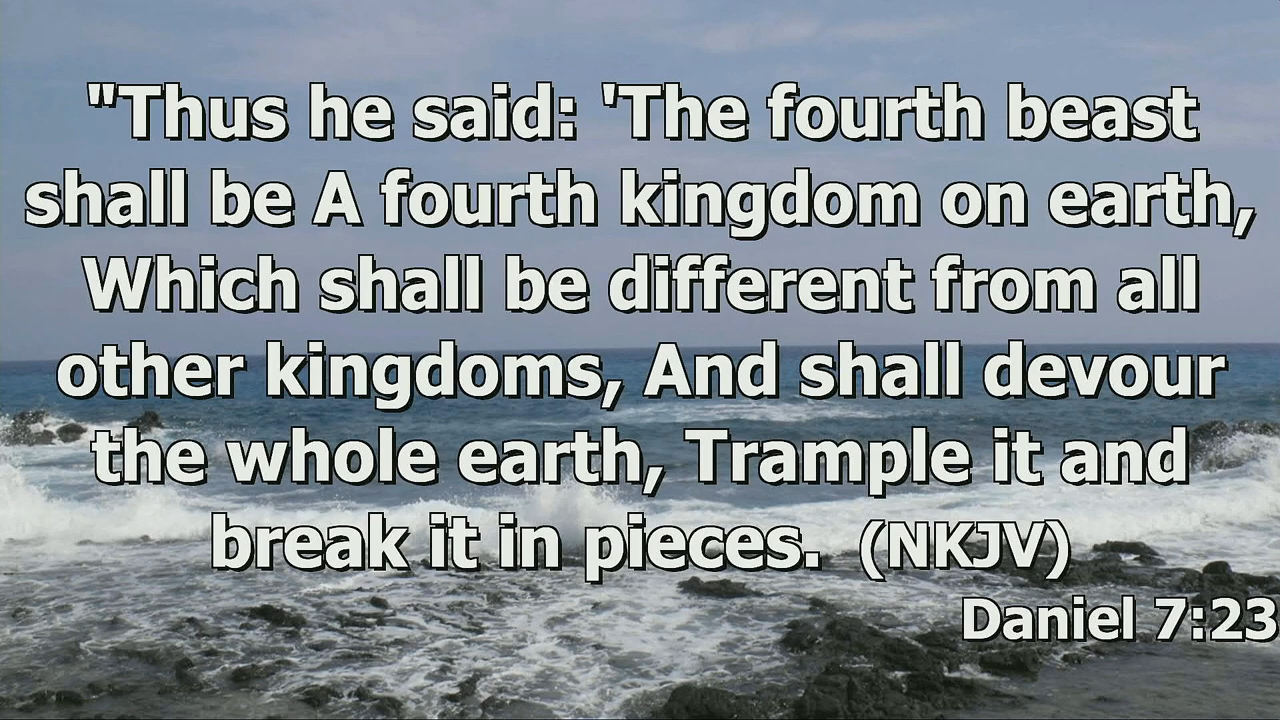 "Thus he said: 'The fourth beast
shall be A fourth kingdom on earth,
Which shall be different from all
other kingdoms, And shall devour
the whole earth, Trample it and
break it in pieces.  (NKJV)
Daniel 7:23